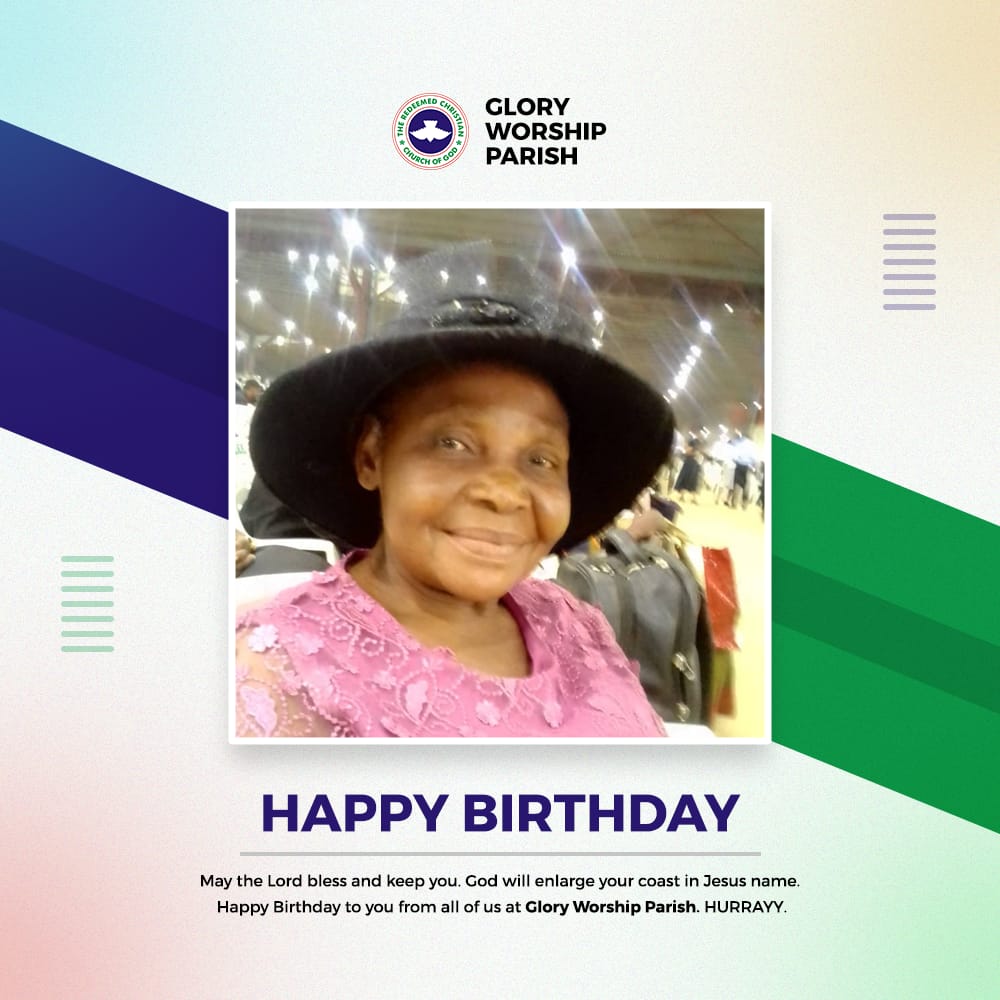 THE REDEEMED CHRISTIAN
CHURCH OF GOD
GLORY
WORSHIP
PARISH
HAPPY BIRTHDAY
May the Lord bless and keep you. God will enlarge your coast in Jesus name.
Happy Birthday to you from all of us at Glory Worship Parish. HURRAYY.